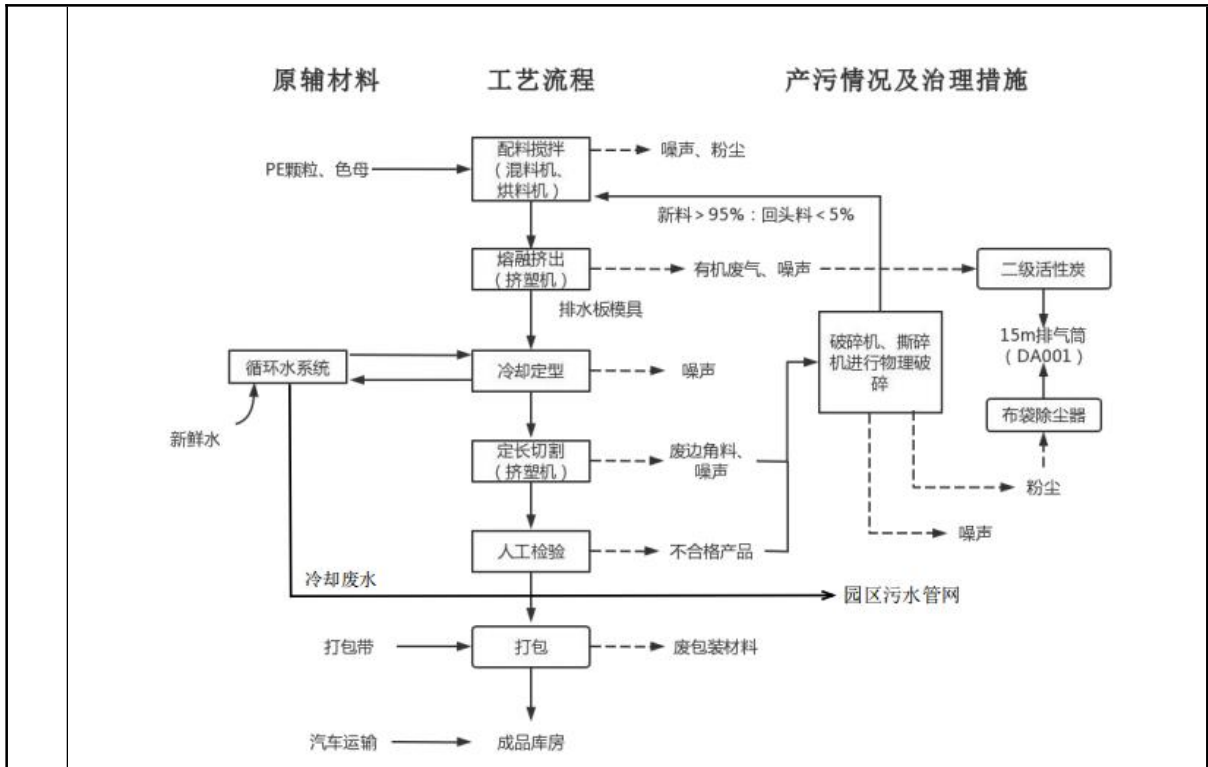 原辅材料
工艺流程
产污情况及治理措施
配料搅拌
（混料机、
烘料机）
噪声、粉尘
PE颗粒、色母
新料>95%：回头料<5%
熔融挤出
（挤塑机）
有机废气、噪声
二级活性炭
排水板模具
15m排气筒
（DA001）
破碎机、撕碎
机进行物理破
碎
循环水系统
冷却定型
噪声
布袋除尘器
新鲜水
定长切割
（挤塑机）
废边角料、
噪声
粉尘
噪声
人工检验
不合格产品
冷却废水
园区污水管网
打包带
打包
废包装材料
汽车运输
成品库房